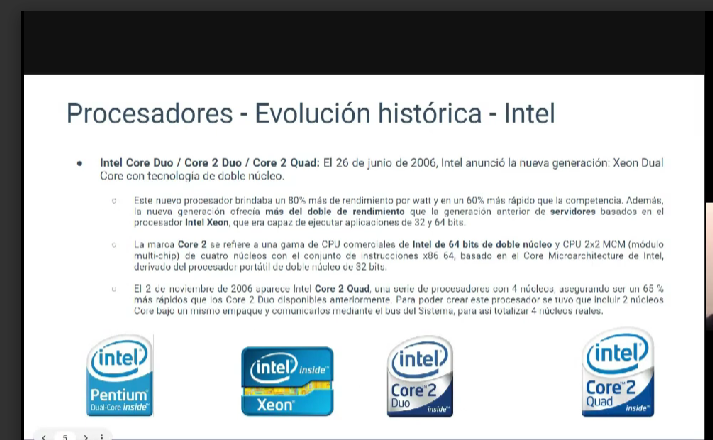 Procesadores - Evolución histórica - Intel
Intel Core Duo / Core 2 Duo / Core 2 Quad: El 26 de junio de 2006, Intel anunció la nueva generación: Xeon Dual
Core con tecnología de doble núcleo.
Este nuevo procesador brindaba un 80% más de rendimiento por watt y en un 60% más rápido que la competencia. Además,
la nueva generación ofrecía más del doble de rendimiento que la generación anterior de servidores basados en el
procesador Intel Xeon, que era capaz de ejecutar aplicaciones de 32 y 64 bits.
La marca Core 2 se refiere a una gama de CPU comerciales de Intel de 64 bits de doble núcleo y CPU 2x2 MCM (módulo
multi-chip) de cuatro núcleos con el conjunto de instrucciones x86 64, basado en el Core Microarchitecture de Intel,
derivado del procesador portátil de doble núcleo de 32 bits.
El 2 de noviembre de 2006 aparece Intel Core 2 Quad, una serie de procesadores con 4 núcleos, asegurando ser un 65 %
más rápidos que los Core 2 Duo disponibles anteriormente. Para poder crear este procesador se tuvo que incluir 2 núcleos
Core bajo un mismo empaque y comunicarlos mediante el bus del Sistema, para así totalizar 4 núcleos reales.
intel
Pentium
Dual-Core inside™
intel inside™
Xeon®
intel
Core™2
Duo inside™
intel
Core™2
Quad inside™
5